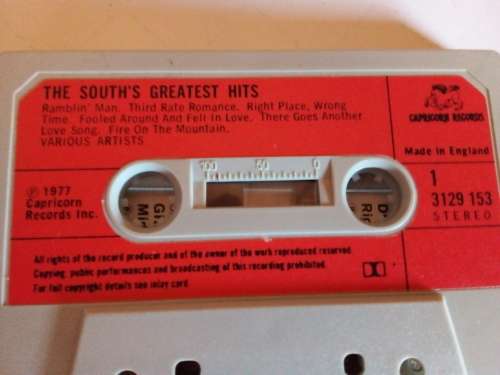 THE SOUTH'S GREATEST HITS
Ramblin' Man. Third Rate Romance. Right Place, Wrong
Time. Fooled Around And Fell In Love. There Goes Another
Love Song. Fire On The Mountain.
VARIOUS ARTISTS
CAPRICORN RECORDS
Made in England
100 50 0
℗ 1977
Capricorn
Records Inc.
1
3129 153
STEREO
All rights of the record producer and of the owner of the work reproduced reserved.
Copying, public performances and broadcasting of this recording prohibited.
For full copyright details see inlay card.